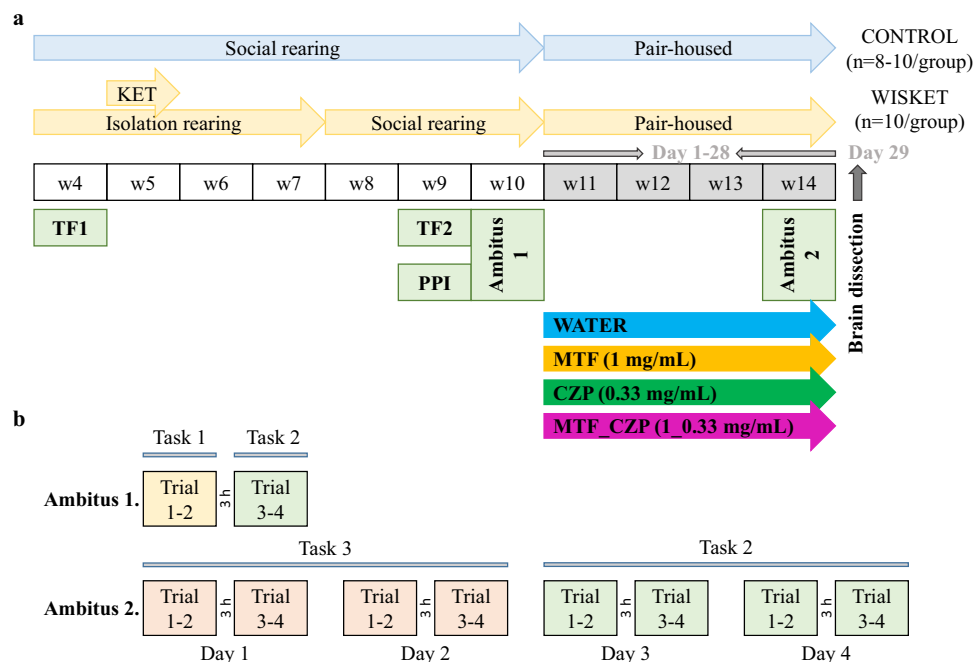 a
Social rearing
Pair-housed
CONTROL
(n=8-10/group)
KET
Isolation rearing
Social rearing
Pair-housed
WISKET
(n=10/group)
Day 1-28
Day 29
w4
w5
w6
w7
w8
w9
w10
w11
w12
w13
w14
TF1
TF2
PPI
Ambitus
1
Ambitus
2
Brain dissection
WATER
MTF (1 mg/mL)
CZP (0.33 mg/mL)
MTF_CZP (1_0.33 mg/mL)
b
Task 1
Task 2
Ambitus 1.
Trial
1-2
3 h
Trial
3-4
Task 3
Task 2
Ambitus 2.
Trial
1-2
3 h
Trial
3-4
Trial
1-2
3 h
Trial
3-4
Trial
1-2
3 h
Trial
3-4
Trial
1-2
3 h
Trial
3-4
Day 1
Day 2
Day 3
Day 4